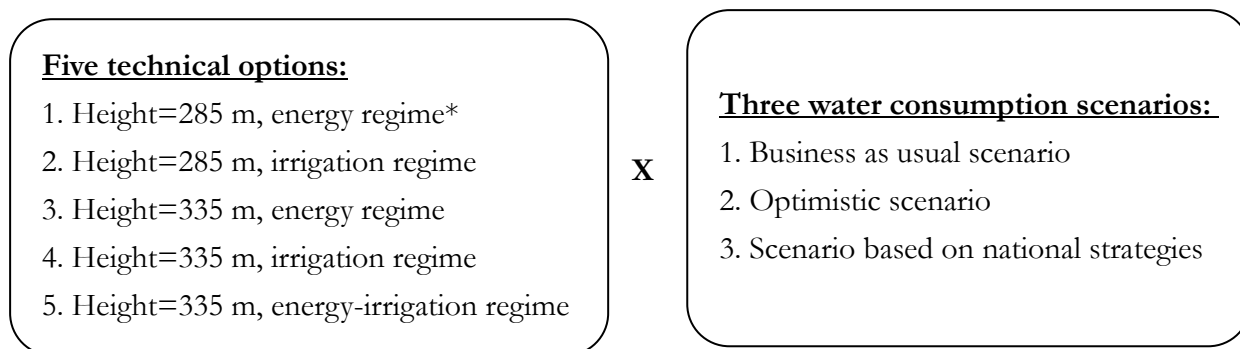 Five technical options:
1. Height=285 m, energy regime*
2. Height=285 m, irrigation regime
3. Height=335 m, energy regime
4. Height=335 m, irrigation regime
5. Height=335 m, energy-irrigation regime
X
Three water consumption scenarios:
1. Business as usual scenario
2. Optimistic scenario
3. Scenario based on national strategies